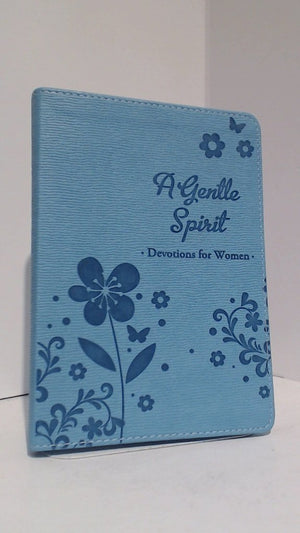 A Gentle
Spirit
· Devotions for Women ·